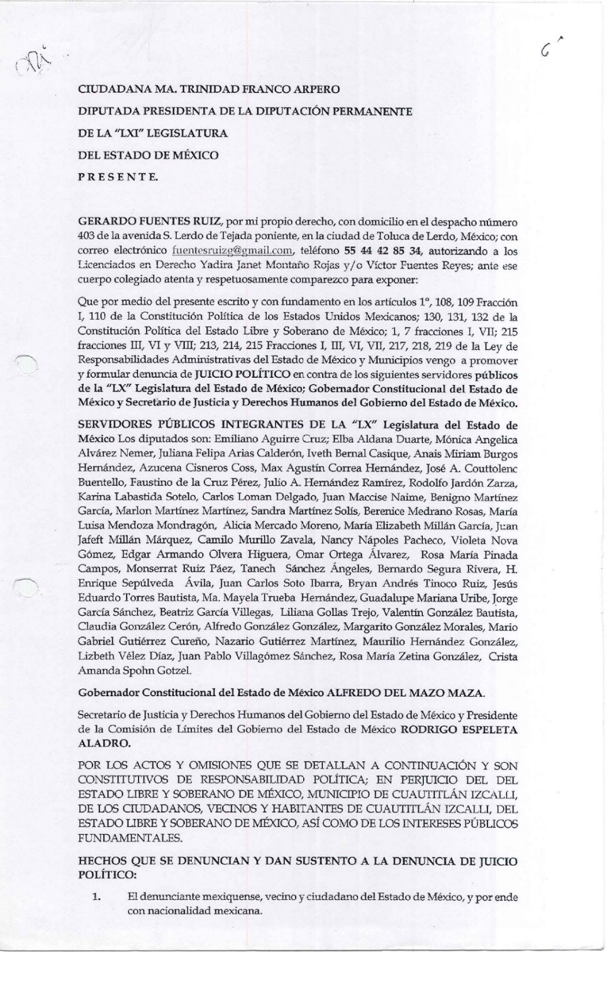 CIUDADANA MA. TRINIDAD FRANCO ARPERO
DIPUTADA PRESIDENTA DE LA DIPUTACIÓN PERMANENTE
DE LA “LXI” LEGISLATURA
DEL ESTADO DE MÉXICO
P R E S E N T E.
GERARDO FUENTES RUIZ, por mi propio derecho, con domicilio en el despacho número
403 de la avenida S. Lerdo de Tejada poniente, en la ciudad de Toluca de Lerdo, México; con
correo electrónico fuentesruizg@gmail.com, teléfono 55 44 42 85 34, autorizando a los
Licenciados en Derecho Yadira Janet Montaño Rojas y/o Víctor Fuentes Reyes; ante ese
cuerpo colegiado atenta y respetuosamente comparezco para exponer:
Que por medio del presente escrito y con fundamento en los artículos 1º, 108, 109 Fracción
I, 110 de la Constitución Política de los Estados Unidos Mexicanos; 130, 131, 132 de la
Constitución Política del Estado Libre y Soberano de México; 1, 7 fracciones I, VII; 215
fracciones III, VI y VIII; 213, 214, 215 Fracciones I, III, VI, VII, 217, 218, 219 de la Ley de
Responsabilidades Administrativas del Estado de México y Municipios vengo a promover
y formular denuncia de JUICIO POLÍTICO en contra de los siguientes servidores públicos
de la “LX” Legislatura del Estado de México; Gobernador Constitucional del Estado de
México y Secretario de Justicia y Derechos Humanos del Gobierno del Estado de México.
SERVIDORES PÚBLICOS INTEGRANTES DE LA “LX” Legislatura del Estado de
México Los diputados son: Emiliano Aguirre Cruz; Elba Aldana Duarte, Mónica Angelica
Alvárez Nemer, Juliana Felipa Arias Calderón, Iveth Bernal Casique, Anais Miriam Burgos
Hernández, Azucena Cisneros Coss, Max Agustín Correa Hernández, José A. Couttolenc
Buentello, Faustino de la Cruz Pérez, Julio A. Hernández Ramírez, Rodolfo Jardón Zarza,
Karina Labastida Sotelo, Carlos Loman Delgado, Juan Maccise Naime, Benigno Martínez
García, Marlon Martínez Martínez, Sandra Martínez Solís, Berenice Medrano Rosas, María
Luisa Mendoza Mondragón, Alicia Mercado Moreno, María Elizabeth Millán García, Juan
Jafeft Millán Márquez, Camilo Murillo Zavala, Nancy Nápoles Pacheco, Violeta Nova
Gómez, Edgar Armando Olvera Higuera, Omar Ortega Álvarez, Rosa María Pinada
Campos, Monserrat Ruiz Páez, Tanech Sánchez Ángeles, Bernardo Segura Rivera, H.
Enrique Sepúlveda Ávila, Juan Carlos Soto Ibarra, Bryan Andrés Tinoco Ruiz, Jesús
Eduardo Torres Bautista, Ma. Mayela Trueba Hernández, Guadalupe Mariana Uribe, Jorge
García Sánchez, Beatriz García Villegas, Liliana Gollas Trejo, Valentín González Bautista,
Claudia González Cerón, Alfredo González González, Margarito González Morales, Mario
Gabriel Gutiérrez Cureño, Nazario Gutiérrez Martínez, Maurilio Hernández González,
Lizbeth Vélez Díaz, Juan Pablo Villagómez Sánchez, Rosa María Zetina González, Crista
Amanda Spohn Gotzel.
Gobernador Constitucional del Estado de México ALFREDO DEL MAZO MAZA.
Secretario de Justicia y Derechos Humanos del Gobierno del Estado de México y Presidente
de la Comisión de Límites del Gobierno del Estado de México RODRIGO ESPELETA
ALADRO.
POR LOS ACTOS Y OMISIONES QUE SE DETALLAN A CONTINUACIÓN Y SON
CONSTITUTIVOS DE RESPONSABILIDAD POLÍTICA; EN PERJUICIO DEL DEL
ESTADO LIBRE Y SOBERANO DE MÉXICO, MUNICIPIO DE CUAUTITLÁN IZCALLI,
DE LOS CIUDADANOS, VECINOS Y HABITANTES DE CUAUTITLÁN IZCALLI, DEL
ESTADO LIBRE Y SOBERANO DE MÉXICO, ASÍ COMO DE LOS INTERESES PÚBLICOS
FUNDAMENTALES.
HECHOS QUE SE DENUNCIAN Y DAN SUSTENTO A LA DENUNCIA DE JUICIO
POLÍTICO:
1. El denunciante mexiquense, vecino y ciudadano del Estado de México, y por ende
con nacionalidad mexicana.